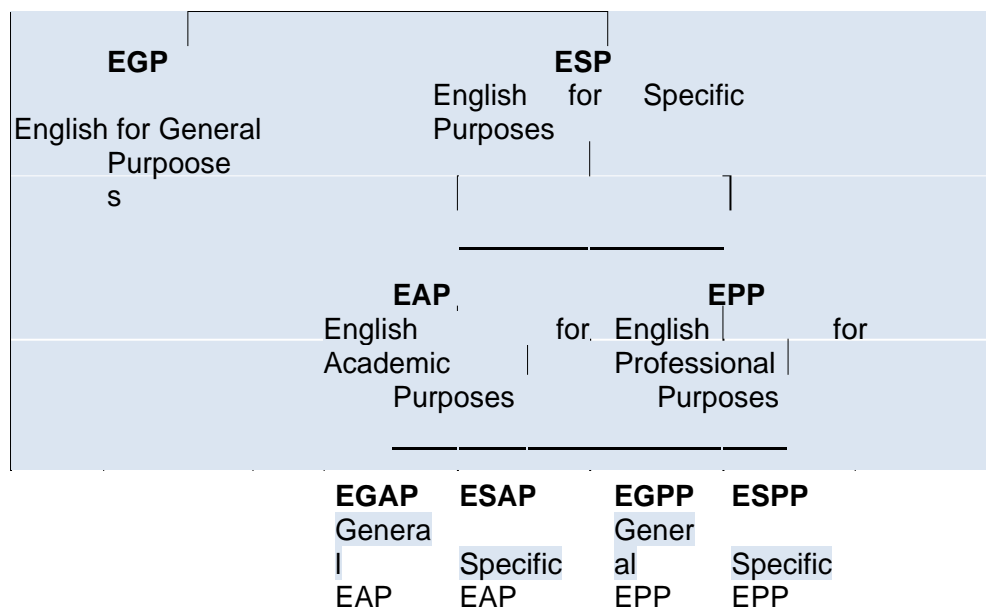 EGP ESP
English for Specific
English for General Purposes
Purpoose
s
EAP EPP
English for English for
Academic Professional
Purposes Purposes
EGAP ESAP EGPP ESPP
Genera Gener
l Specific al Specific
EAP EAP EPP EPP